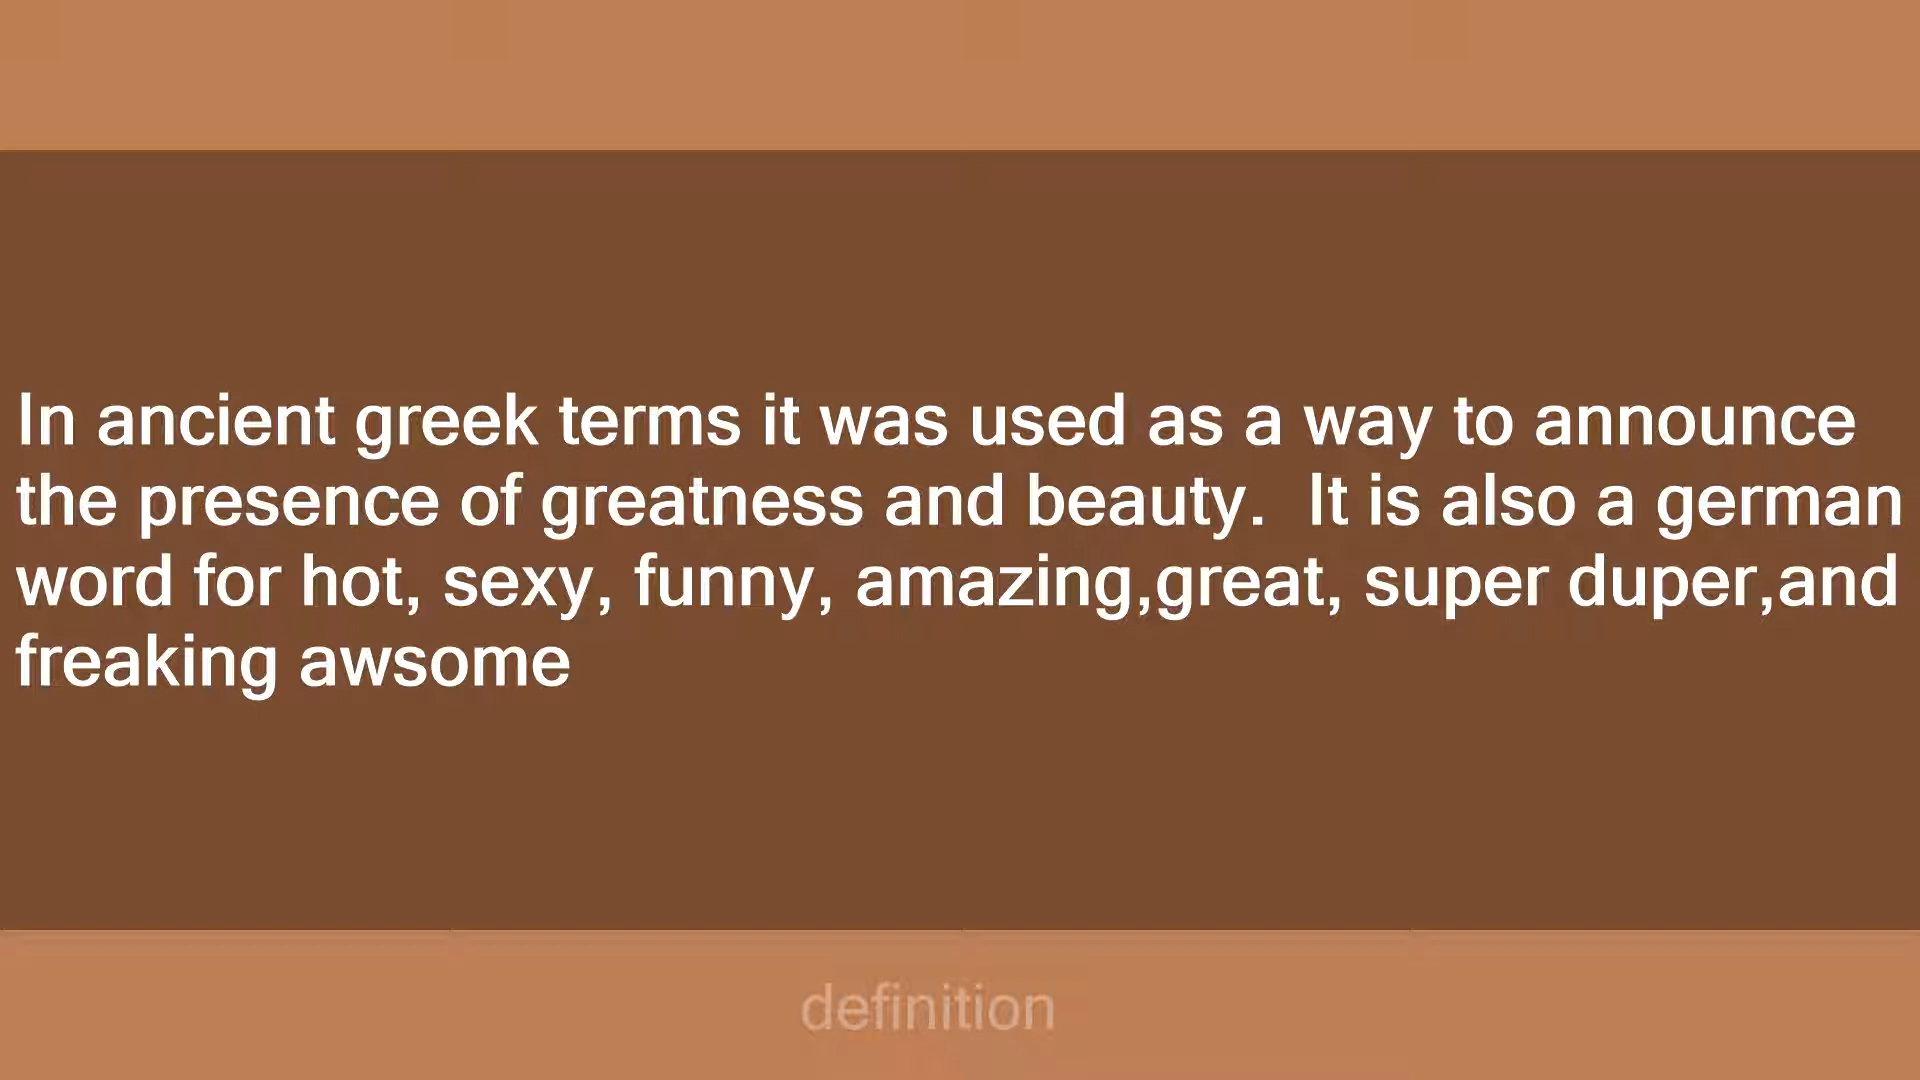 In ancient greek terms it was used as a way to announce
the presence of greatness and beauty.  It is also a german
word for hot, sexy, funny, amazing,great, super duper,and
freaking awsome
definition